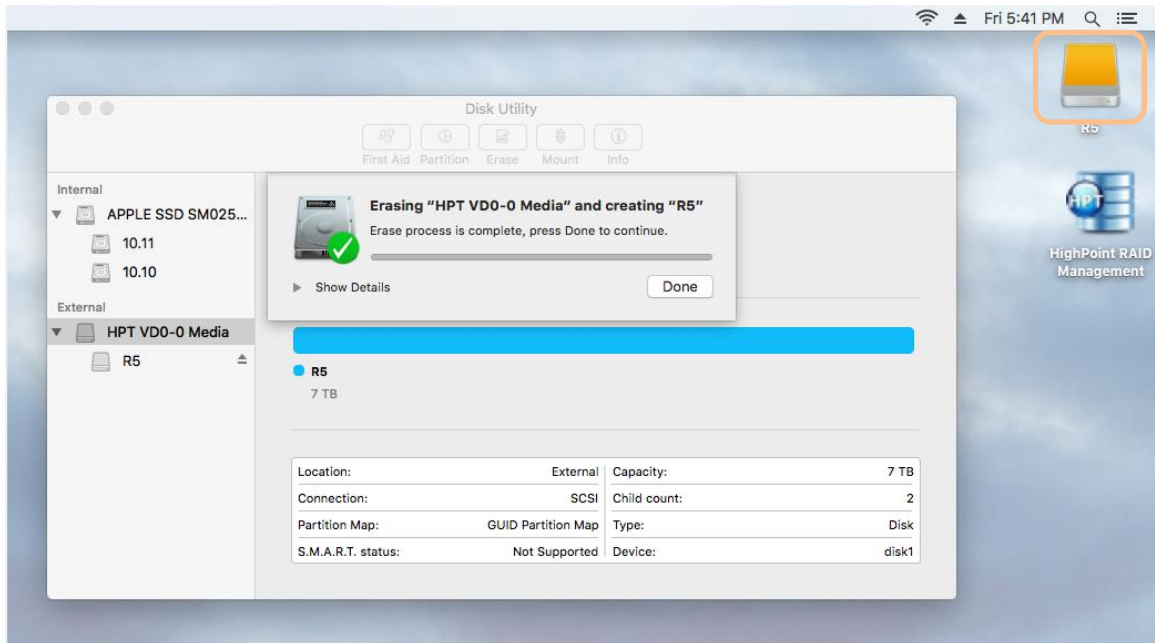 Fri 5:41 PM
R5
HPT
HighPoint RAID
Management
Disk Utility
First Aid Partition Erase Mount Info
Internal
APPLE SSD SM025...
10.11
10.10
External
HPT VD0-0 Media
R5
Erasing “HPT VD0-0 Media” and creating “R5”
Erase process is complete, press Done to continue.
Show Details
Done
R5
7 TB
Location: External Capacity: 7 TB
Connection: SCSI Child count: 2
Partition Map: GUID Partition Map Type: Disk
S.M.A.R.T. status: Not Supported Device: disk1